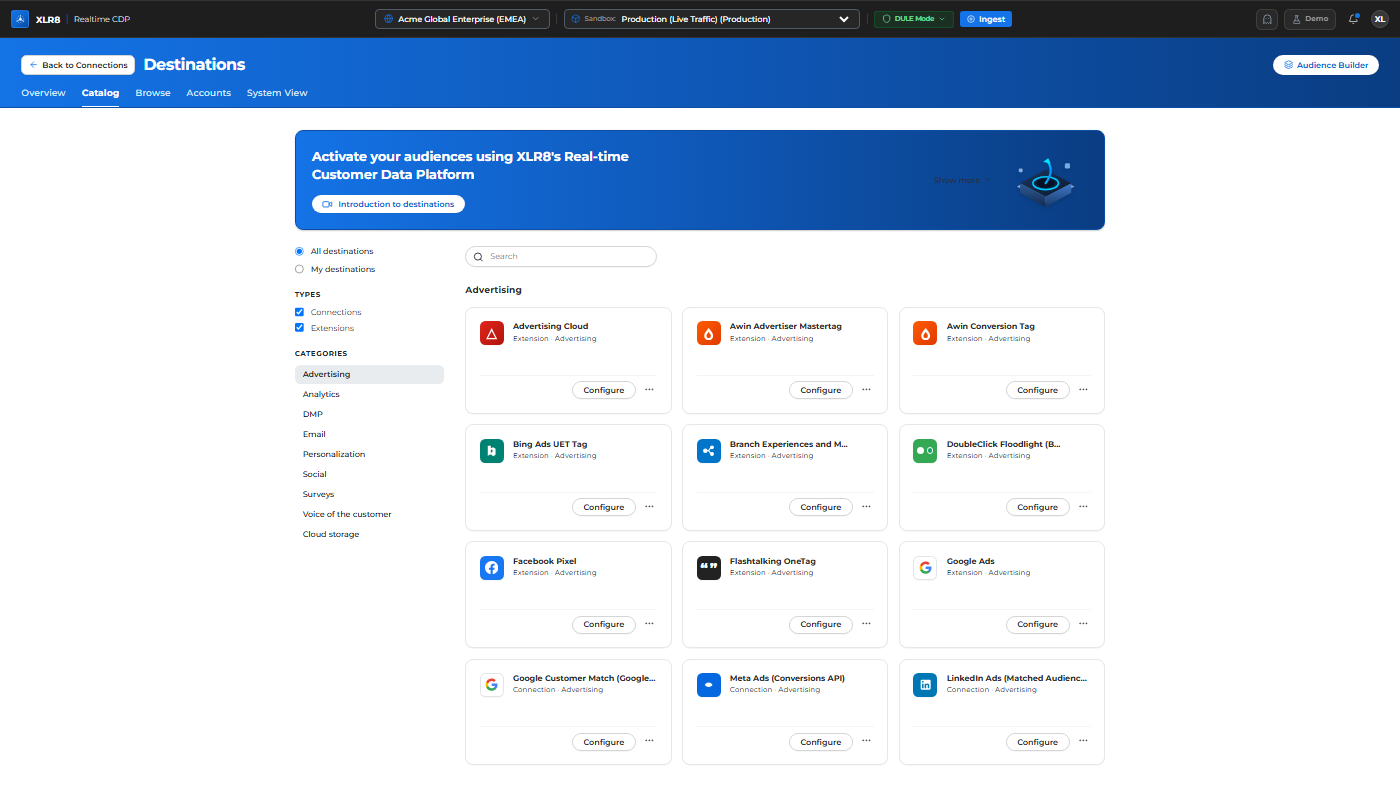 XLR8 Realtime CDP
Acme Global Enterprise (EMEA)
Sandbox: Production (Live Traffic) (Production)
DULE Mode
Ingest
Demo
XL
Back to Connections
Destinations
Audience Builder
Overview Catalog Browse Accounts System View
Activate your audiences using XLR8's Real-time
Customer Data Platform
Show more
Introduction to destinations
All destinations
My destinations
TYPES
Connections
Extensions
CATEGORIES
Advertising
Analytics
DMP
Email
Personalization
Social
Surveys
Voice of the customer
Cloud storage
Search
Advertising
Advertising Cloud
Extension · Advertising
Configure
Awin Advertiser Mastertag
Extension · Advertising
Configure
Awin Conversion Tag
Extension · Advertising
Configure
Bing Ads UET Tag
Extension · Advertising
Configure
Branch Experiences and M...
Extension · Advertising
Configure
DoubleClick Floodlight (B...
Extension · Advertising
Configure
Facebook Pixel
Extension · Advertising
Configure
Flashtalking OneTag
Extension · Advertising
Configure
Google Ads
Extension · Advertising
Configure
Google Customer Match (Google...
Connection · Advertising
Configure
Meta Ads (Conversions API)
Connection · Advertising
Configure
LinkedIn Ads (Matched Audienc...
Connection · Advertising
Configure